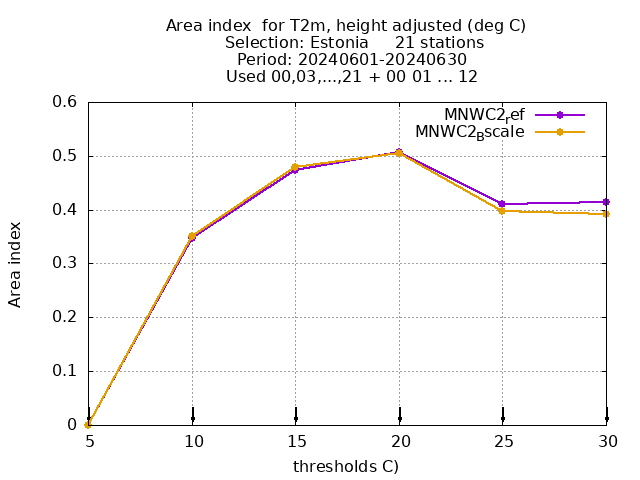 Area index  for T2m, height adjusted (deg C)
Selection: Estonia     21 stations
Period: 20240601-20240630
Used 00,03,...,21 + 00 01 ... 12
MNWC2ref
MNWC2Bscale
0.6
0.5
0.4
0.3
0.2
0.1
0
Area index
5 10 15 20 25 30
thresholds C)